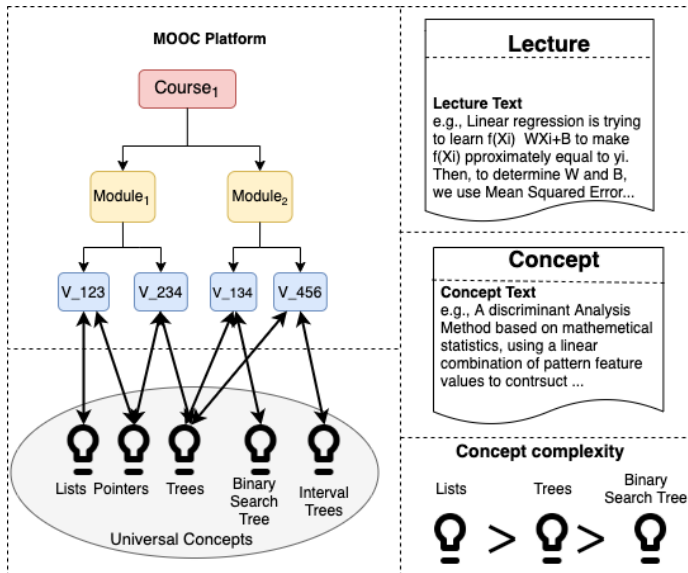 MOOC Platform
Course1
Module1
Module2
V_123
V_234
V_134
V_456
Lists
Pointers
Trees
Binary
Search
Tree
Interval
Trees
Universal Concepts
Lecture
Lecture Text
e.g., Linear regression is trying
to learn f(Xi)  WXi+B to make
f(Xi) pproximately equal to yi.
Then, to determine W and B,
we use Mean Squared Error...
Concept
Concept Text
e.g., A discriminant Analysis
Method based on mathemetical
statistics, using a linear
combination of pattern feature
values to contrsuct ...
Concept complexity
Lists
Trees
Binary
Search Tree
> >